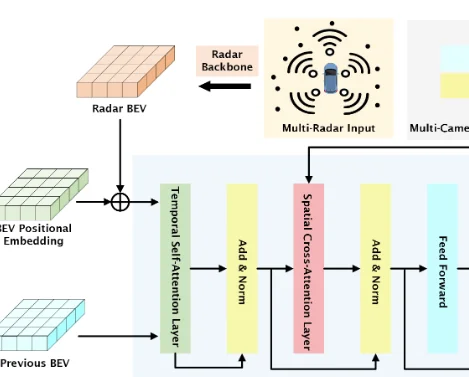 Radar
Backbone
Radar BEV
Multi-Radar Input
Multi-Came
BEV Positional
Embedding
Temporal Self-Attention Layer
Add & Norm
Spatial Cross-Attention Layer
Add & Norm
Feed Forward
Previous BEV